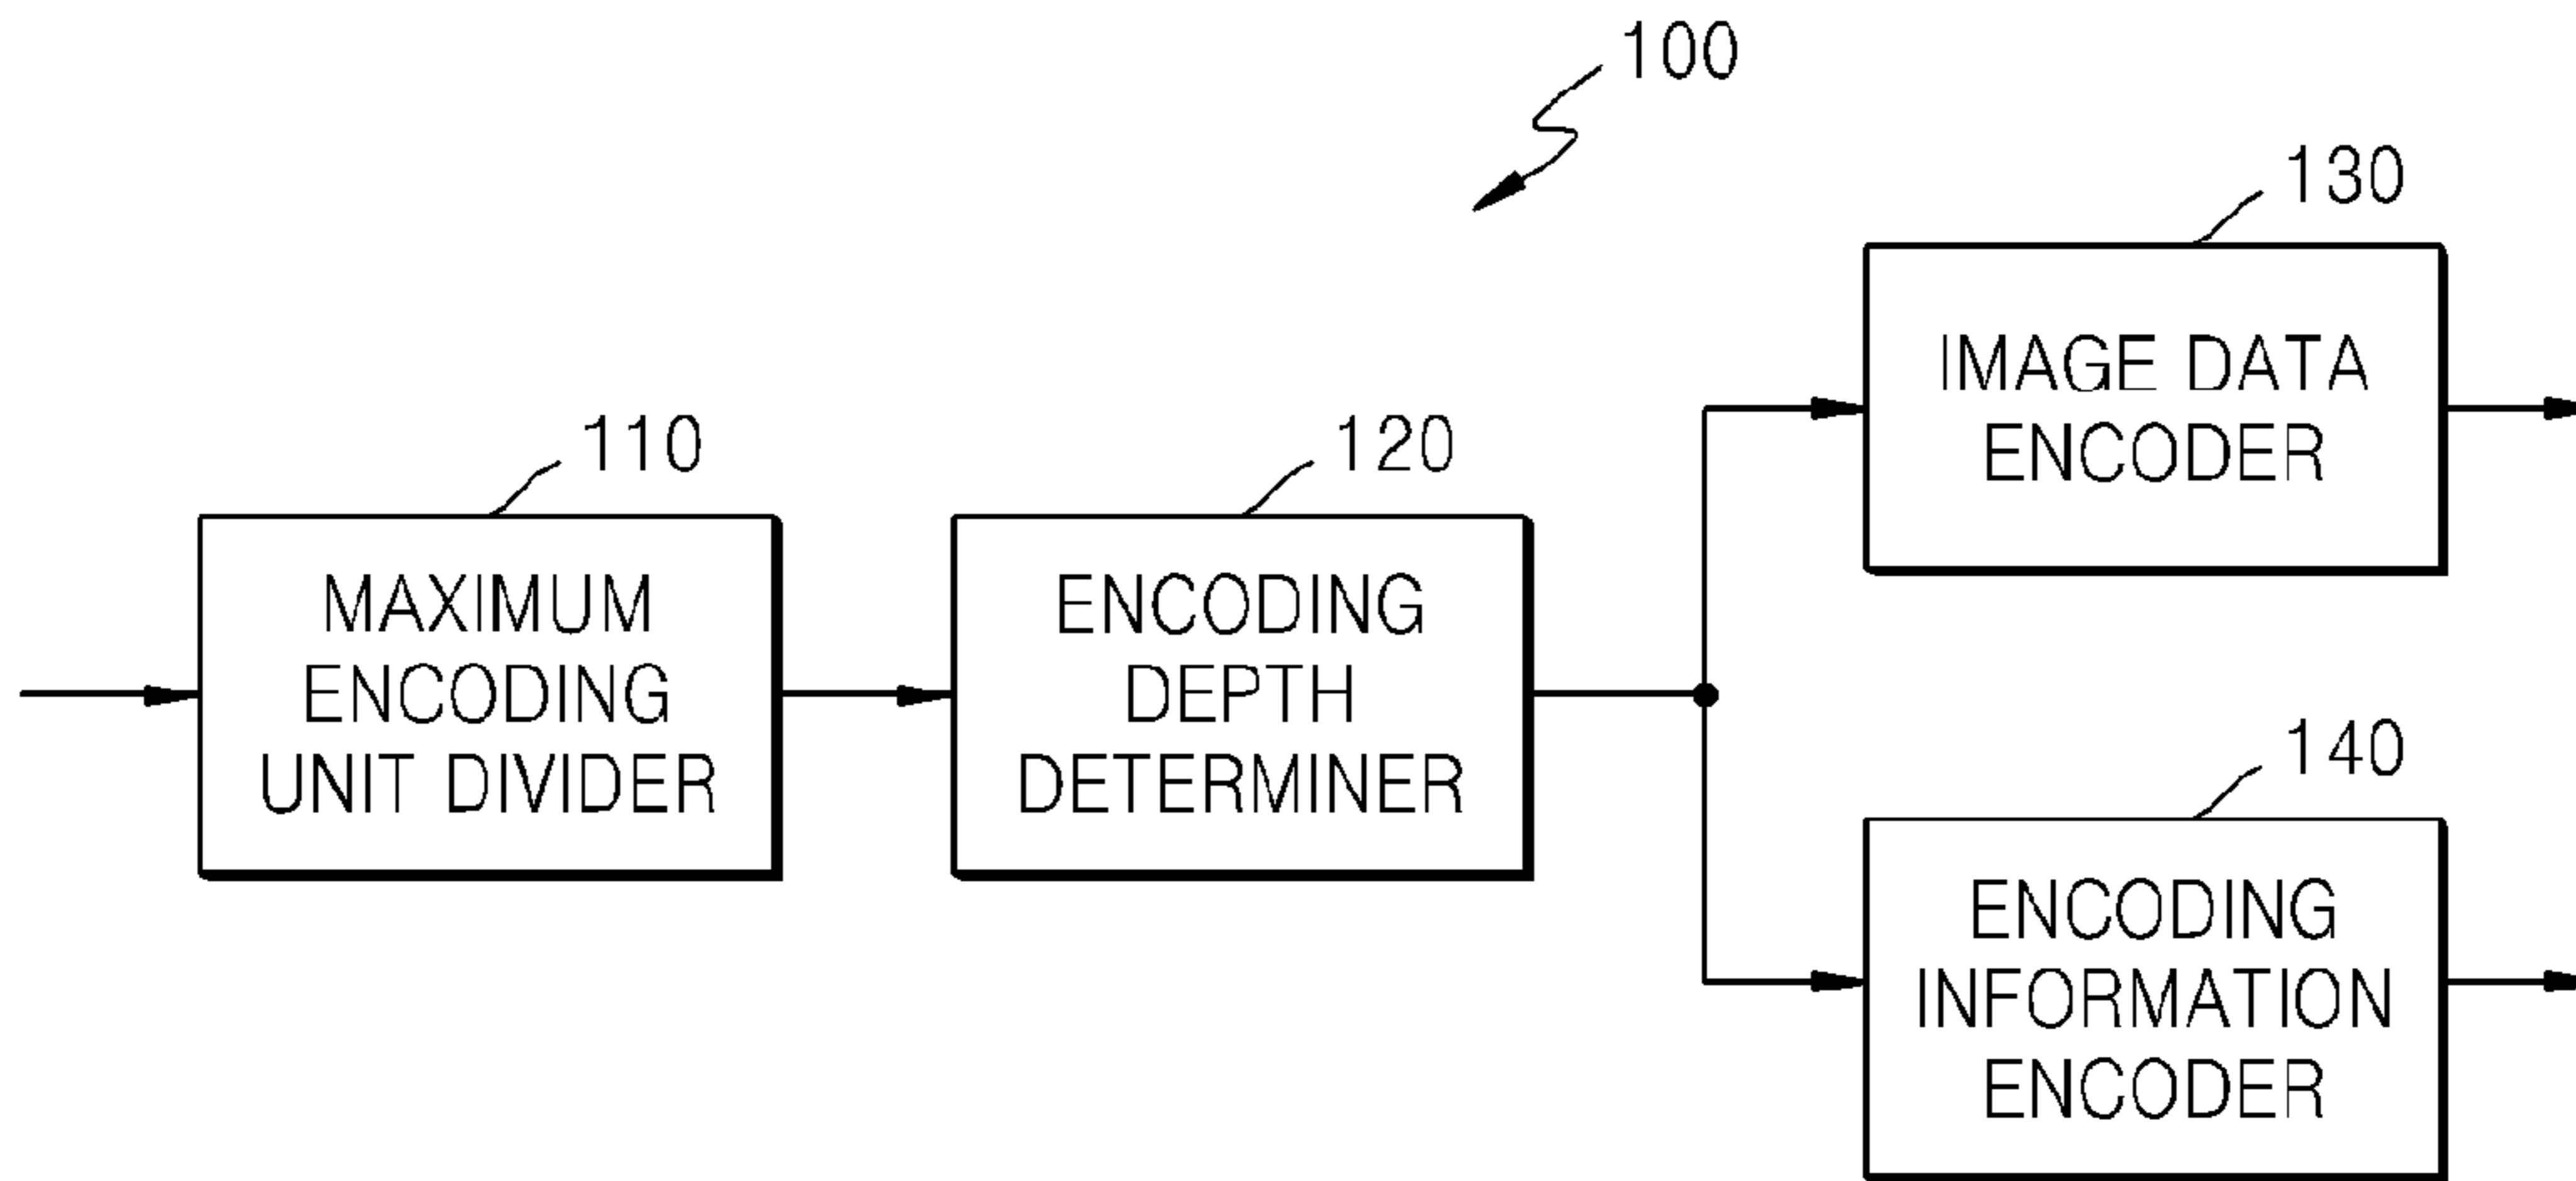 100
130
IMAGE DATA
ENCODER
110
120
MAXIMUM
ENCODING
UNIT DIVIDER
ENCODING
DEPTH
DETERMINER
140
ENCODING
INFORMATION
ENCODER